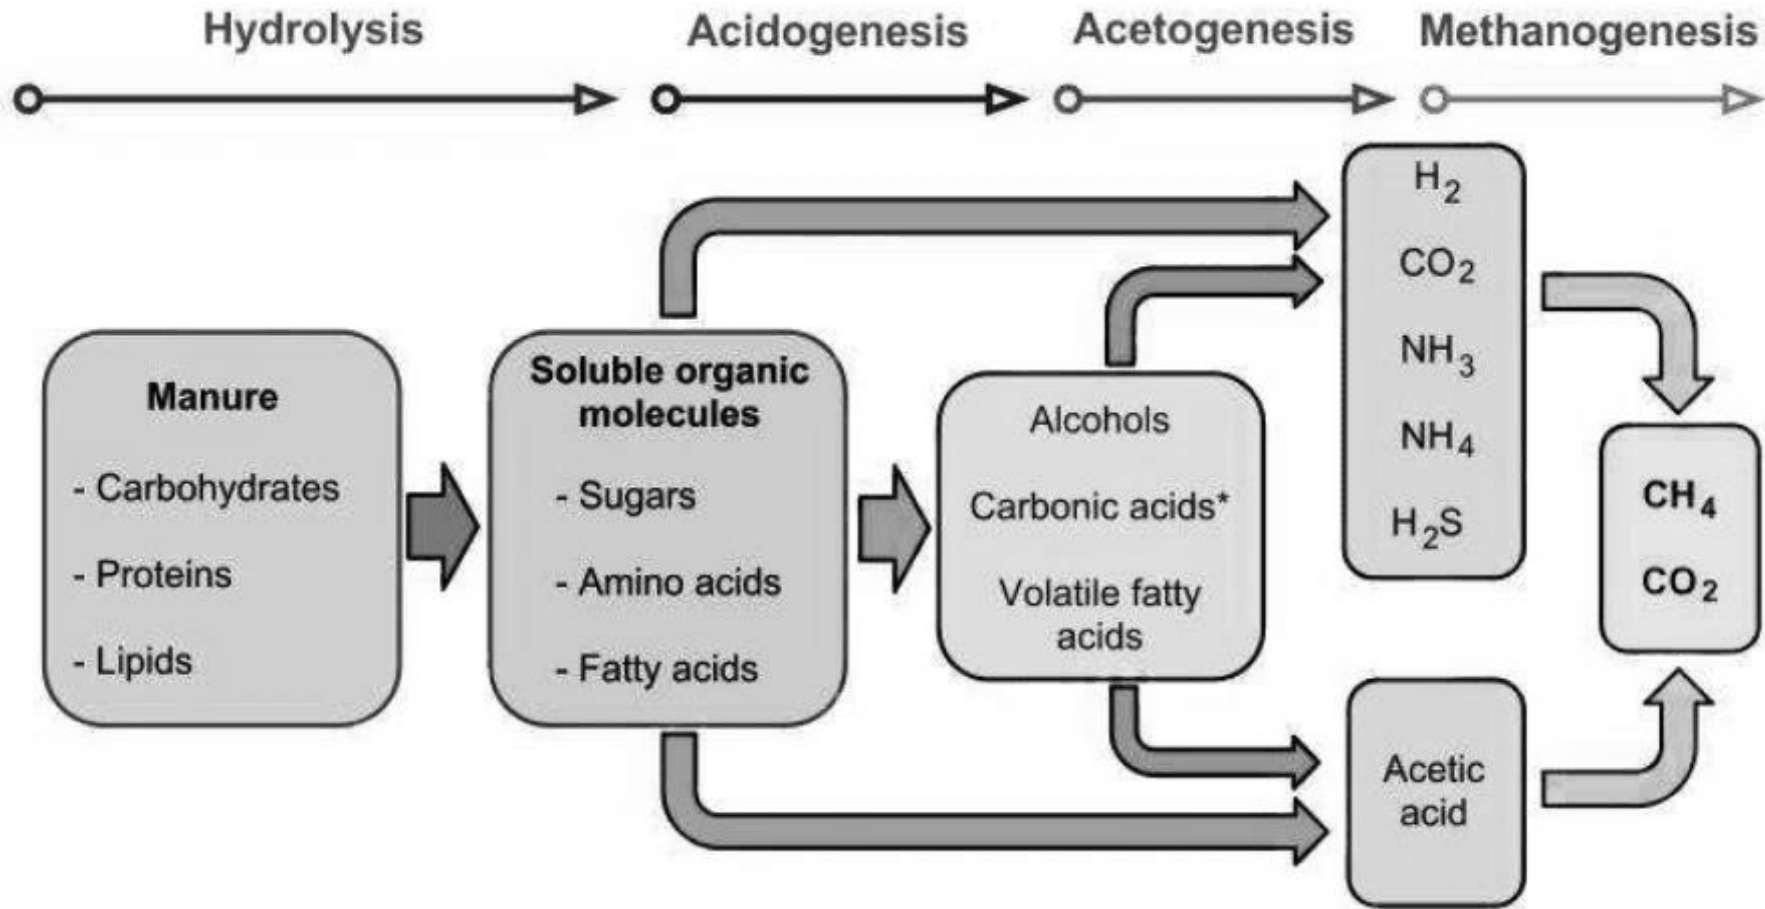 Hydrolysis
Acidogenesis
Acetogenesis
Methanogenesis
Manure
- Carbohydrates
- Proteins
- Lipids
Soluble organic
molecules
- Sugars
- Amino acids
- Fatty acids
Alcohols
Carbonic acids*
Volatile fatty
acids
H₂
CO₂
NH₃
NH₄
H₂S
Acetic
acid
CH₄
CO₂